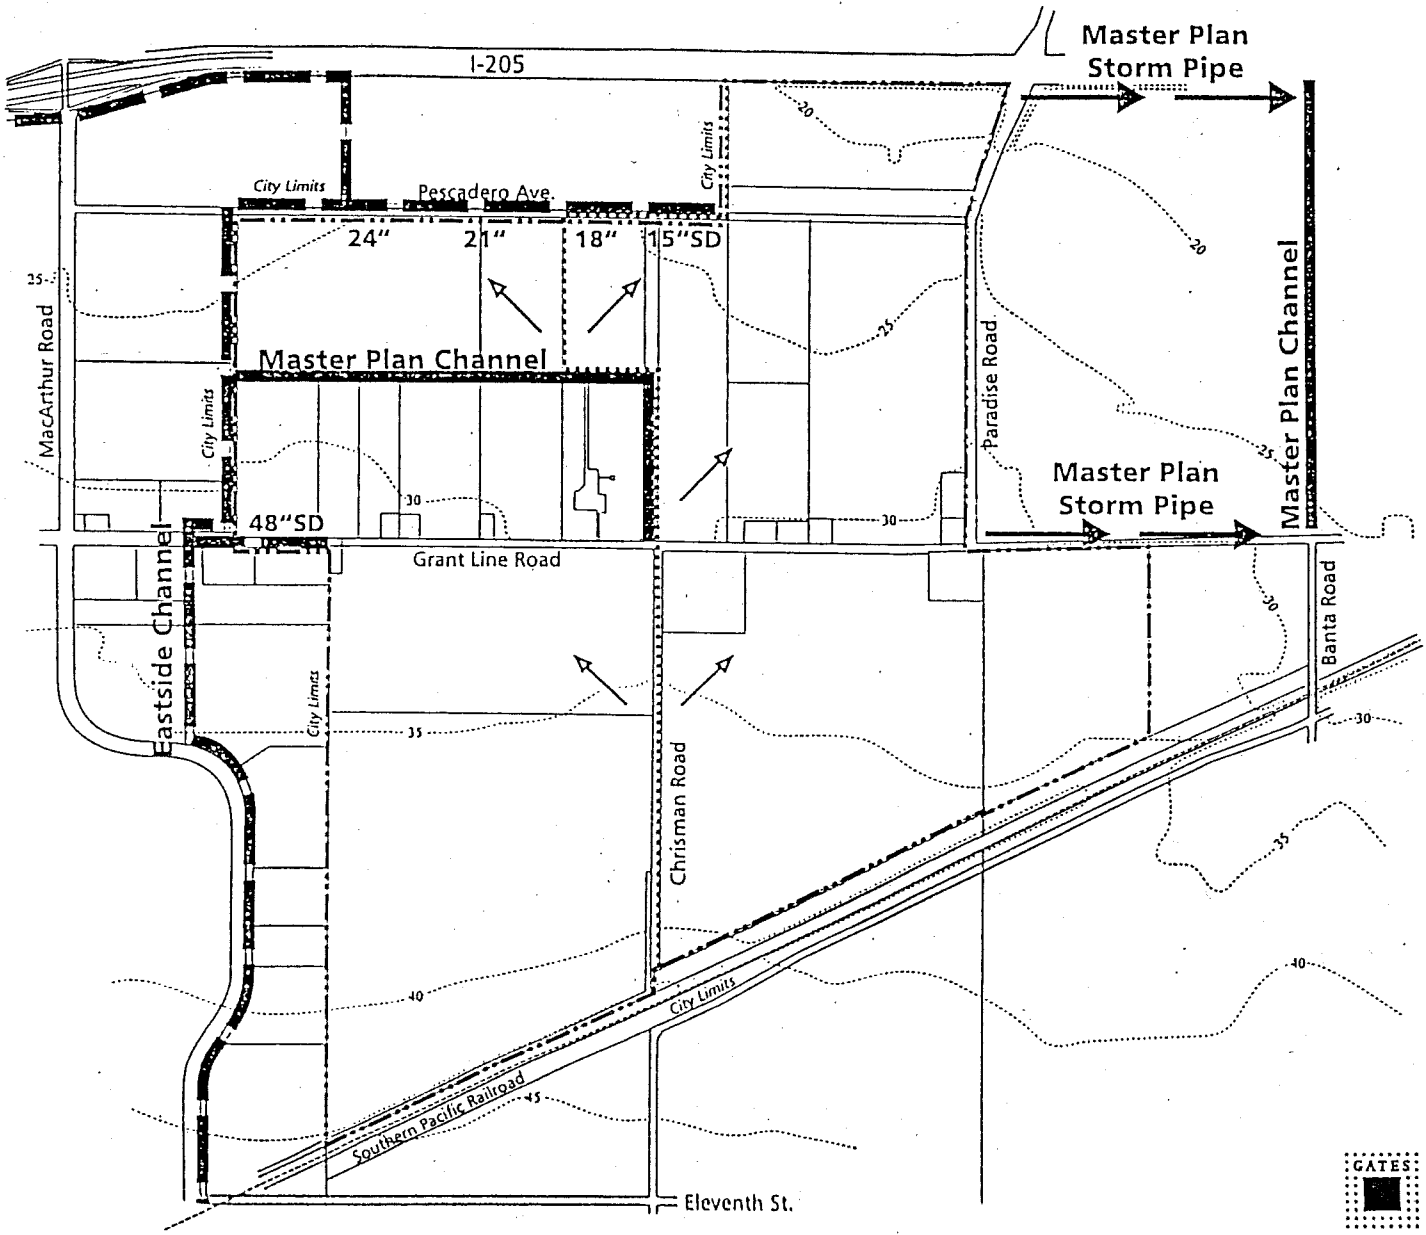 I-205
Master Plan
Storm Pipe
20
City Limits
City Limits
Pescadero Ave.
24"
21"
18"
15"SD
20
25
25
MacArthur Road
Master Plan Channel
Paradise Road
Master Plan Channel
City Limits
25
30
Master Plan
Storm Pipe
48"SD
30
Eastside Channel
Grant Line Road
30
Banta Road
City Limits
35
30
Chrisman Road
35
40
City Limits
40
Southern Pacific Railroad
45
GATES
Eleventh St.